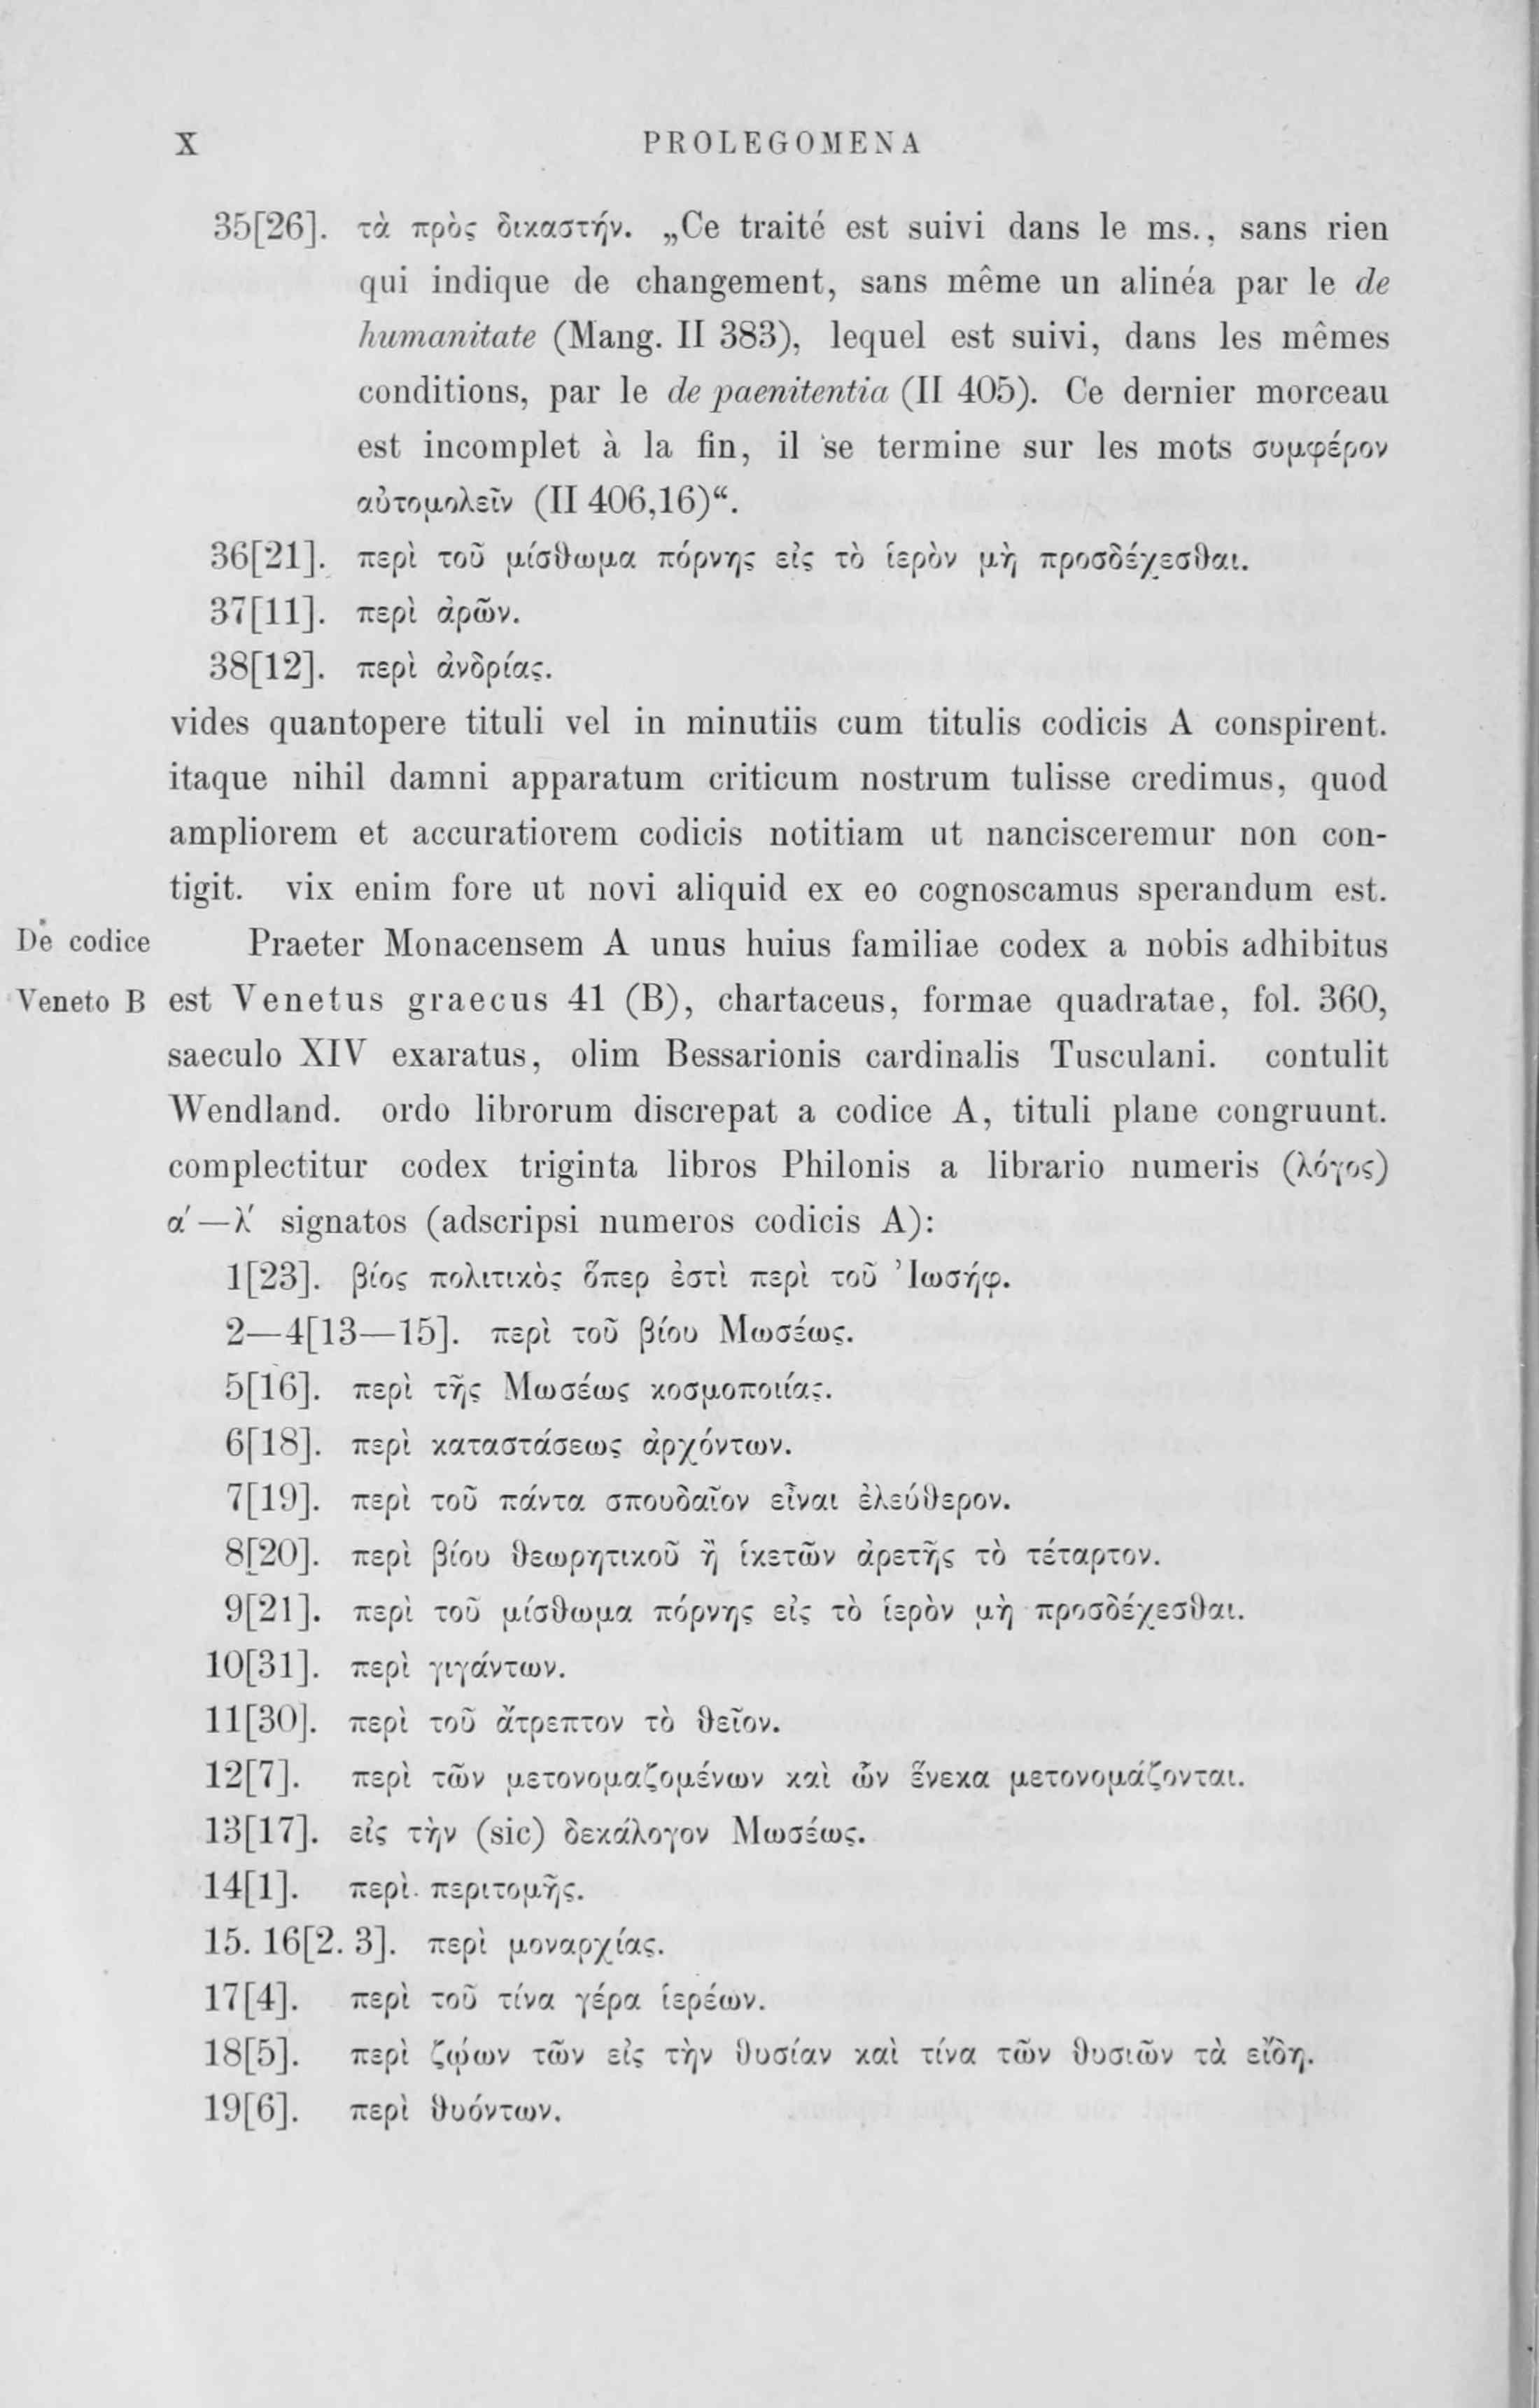 X PROLEGOMENA
35[26]. τὰ πρὸς δικαστήν. „Ce traité est suivi dans le ms., sans rien
qui indique de changement, sans même un alinéa par le de
humanitate (Mang. II 383), lequel est suivi, dans les mêmes
conditions, par le de paenitentia (II 405). Ce dernier morceau
est incomplet à la fin, il se termine sur les mots συμφέρον
αὐτομολεῖν (II 406,16)“.
36[21]. περὶ τοῦ μίσθωμα πόρνης εἰς τὸ ἱερὸν μὴ προσδέχεσθαι.
37[11]. περὶ ἀρῶν.
38[12]. περὶ ἀνδρίας.
vides quantopere tituli vel in minutiis cum titulis codicis A conspirent.
itaque nihil damni apparatum criticum nostrum tulisse credimus, quod
ampliorem et accuratiorem codicis notitiam ut nancisceremur non con-
tigit. vix enim fore ut novi aliquid ex eo cognoscamus sperandum est.
De codice Praeter Monacensem A unus huius familiae codex a nobis adhibitus
Veneto B est Venetus graecus 41 (B), chartaceus, formae quadratae, fol. 360,
saeculo XIV exaratus, olim Bessarionis cardinalis Tusculani. contulit
Wendland. ordo librorum discrepat a codice A, tituli plane congruunt.
complectitur codex triginta libros Philonis a librario numeris (λόγος)
α′—λ′ signatos (adscripsi numeros codicis A):
1[23]. βίος πολιτικὸς ὅπερ ἐστὶ περὶ τοῦ Ἰωσήφ.
2—4[13—15]. περὶ τοῦ βίου Μωσέως.
5[16]. περὶ τῆς Μωσέως κοσμοποιίας.
6[18]. περὶ καταστάσεως ἀρχόντων.
7[19]. περὶ τοῦ πάντα σπουδαῖον εἶναι ἐλεύθερον.
8[20]. περὶ βίου θεωρητικοῦ ἢ ἱκετῶν ἀρετῆς τὸ τέταρτον.
9[21]. περὶ τοῦ μίσθωμα πόρνης εἰς τὸ ἱερὸν μὴ προσδέχεσθαι.
10[31]. περὶ γιγάντων.
11[30]. περὶ τοῦ ἄτρεπτον τὸ θεῖον.
12[7]. περὶ τῶν μετονομαζομένων καὶ ὧν ἕνεκα μετονομάζονται.
13[17]. εἰς τὴν (sic) δεκάλογον Μωσέως.
14[1]. περὶ περιτομῆς.
15. 16[2. 3]. περὶ μοναρχίας.
17[4]. περὶ τοῦ τίνα γέρα ἱερέων.
18[5]. περὶ ζῴων τῶν εἰς τὴν θυσίαν καὶ τίνα τῶν θυσιῶν τὰ εἴδη.
19[6]. περὶ θυόντων.